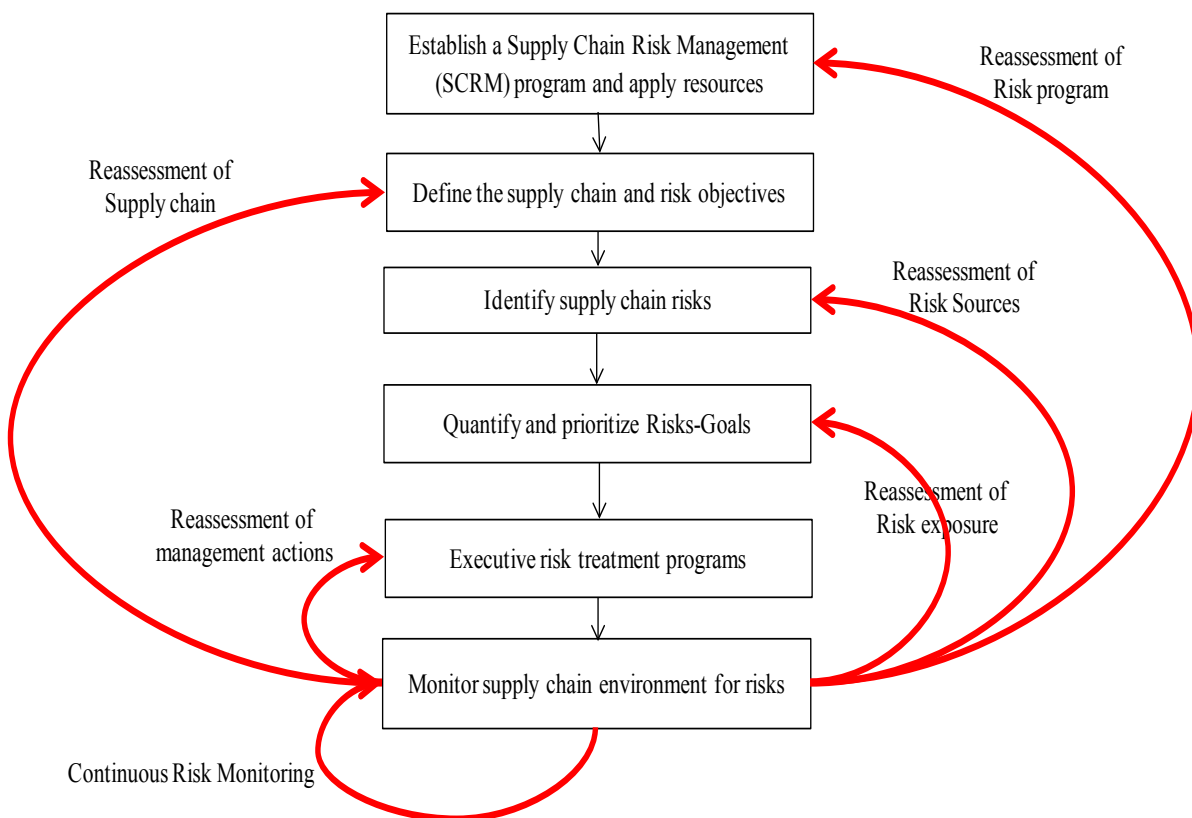 Establish a Supply Chain Risk Management
(SCRM) program and apply resources
Reassessment of
Risk program
Reassessment of
Supply chain
Define the supply chain and risk objectives
Identify supply chain risks
Reassessment of
Risk Sources
Quantify and prioritize Risks-Goals
Reassessment of
Risk exposure
Reassessment of
management actions
Executive risk treatment programs
Monitor supply chain environment for risks
Continuous Risk Monitoring